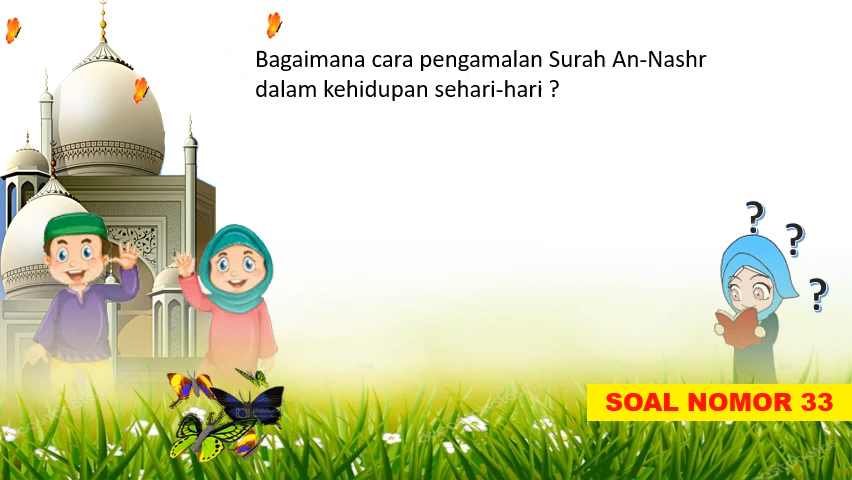 Bagaimana cara pengamalan Surah An-Nashr
dalam kehidupan sehari-hari ?
?
?
?
SOAL NOMOR 33